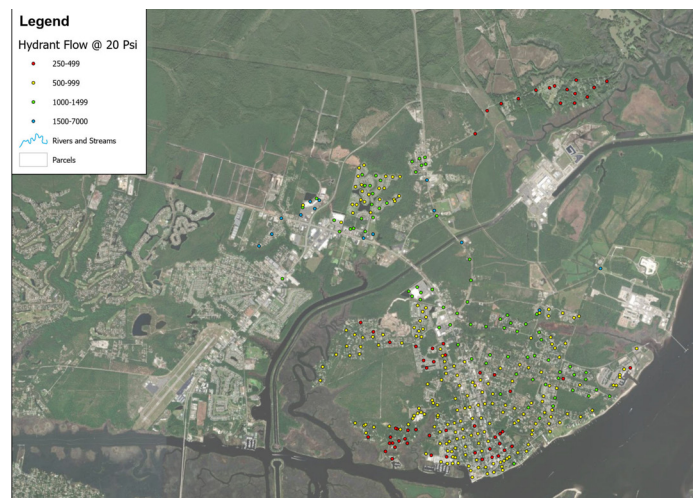 Legend
Hydrant Flow @ 20 Psi
250-499
500-999
1000-1499
1500-7000
Rivers and Streams
Parcels